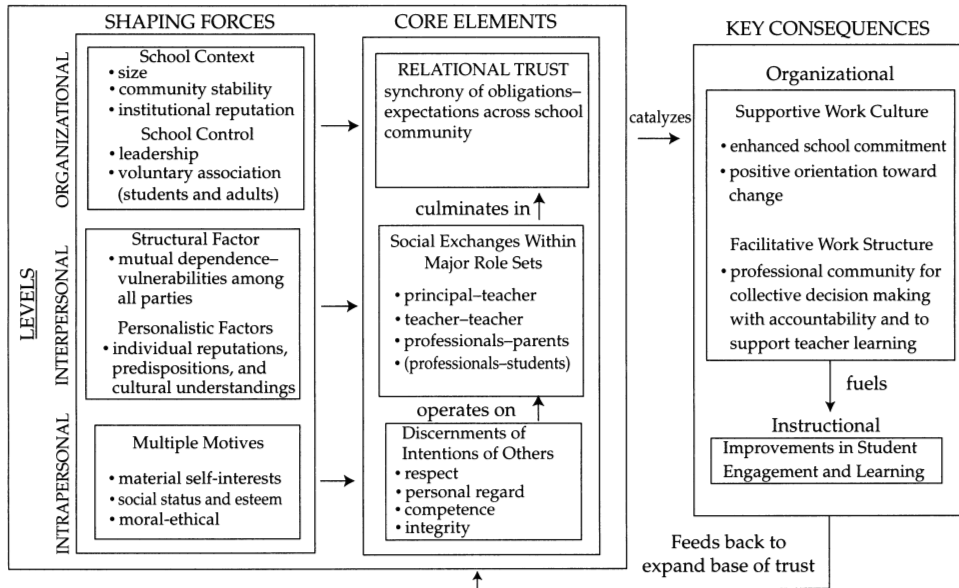 SHAPING FORCES
CORE ELEMENTS
KEY CONSEQUENCES
LEVELS
ORGANIZATIONAL
School Context
• size
• community stability
• institutional reputation
School Control
• leadership
• voluntary association
(students and adults)
RELATIONAL TRUST
synchrony of obligations–
expectations across school
community
culminates in
INTERPERSONAL
Structural Factor
• mutual dependence–
vulnerabilities among
all parties
Personalistic Factors
• individual reputations,
predispositions, and
cultural understandings
Social Exchanges Within
Major Role Sets
• principal–teacher
• teacher–teacher
• professionals–parents
• (professionals–students)
operates on
INTRAPERSONAL
Multiple Motives
• material self-interests
• social status and esteem
• moral-ethical
Discernments of
Intentions of Others
• respect
• personal regard
• competence
• integrity
catalyzes
Organizational
Supportive Work Culture
• enhanced school commitment
• positive orientation toward
change
Facilitative Work Structure
• professional community for
collective decision making
with accountability and to
support teacher learning
fuels
Instructional
Improvements in Student
Engagement and Learning
Feeds back to
expand base of trust